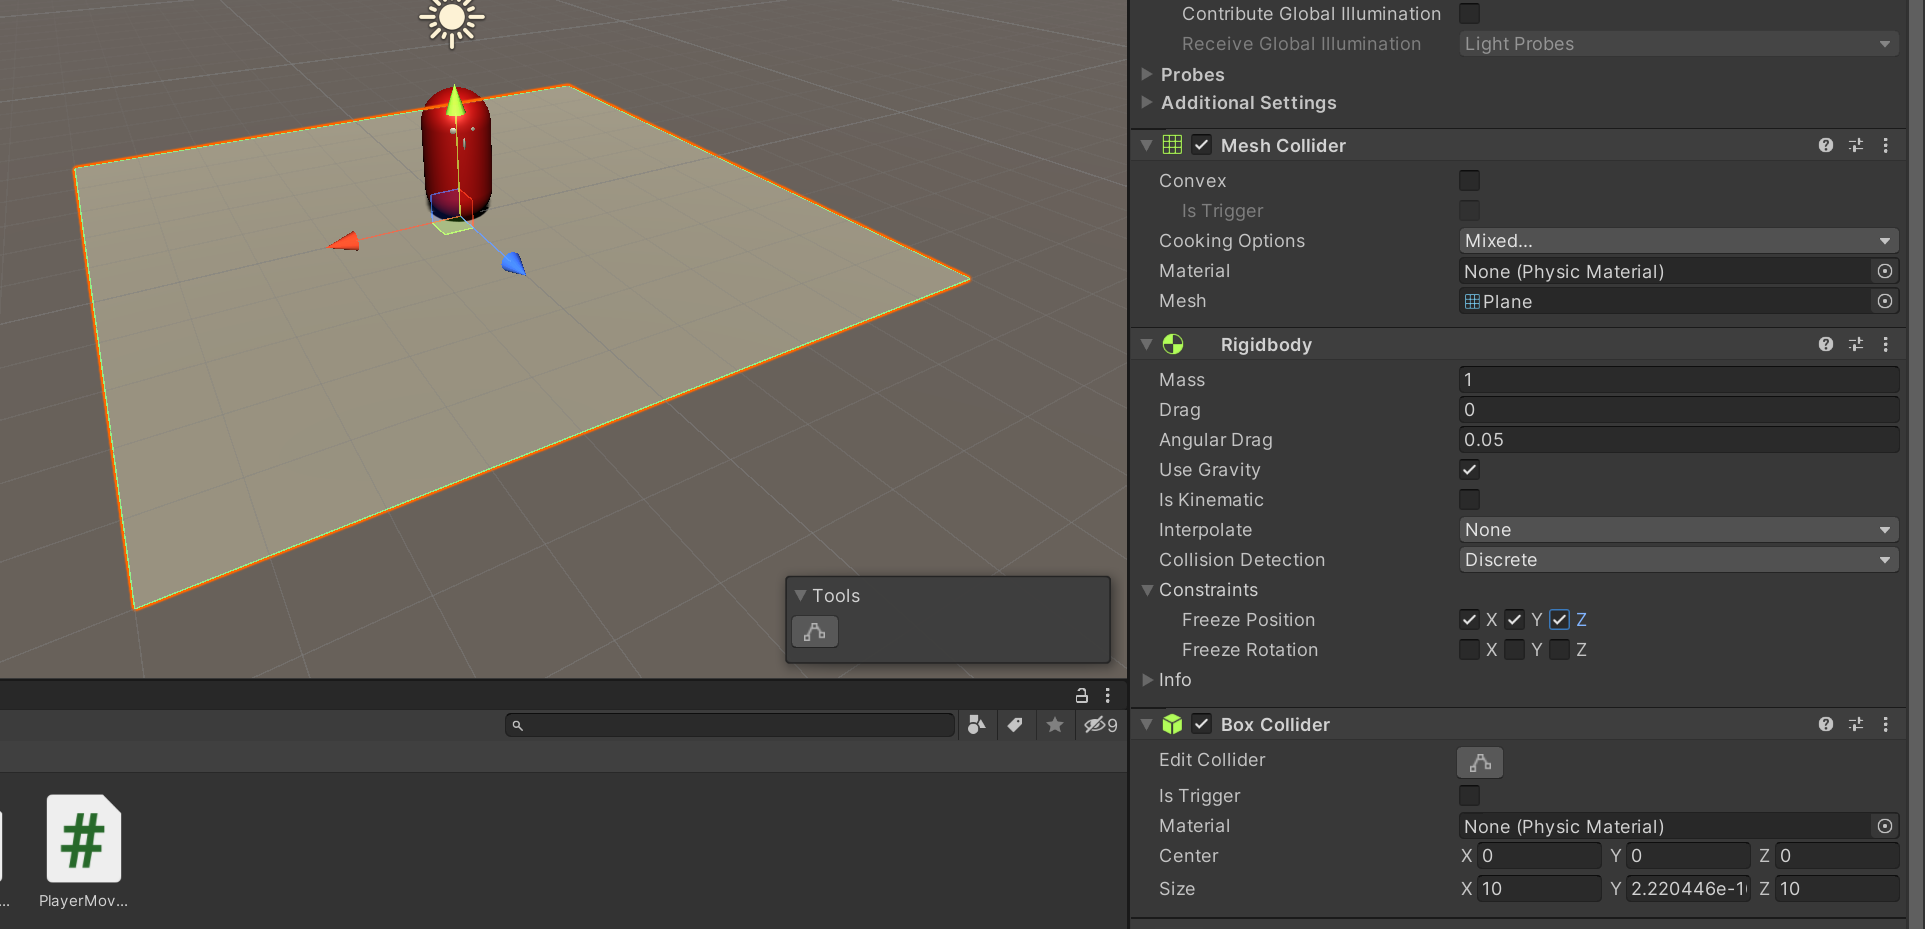 Contribute Global Illumination
Receive Global Illumination Light Probes
Probes
Additional Settings
Mesh Collider
Convex
Is Trigger
Cooking Options Mixed...
Material None (Physic Material)
Mesh Plane
Rigidbody
Mass 1
Drag 0
Angular Drag 0.05
Use Gravity
Is Kinematic
Interpolate None
Collision Detection Discrete
Constraints
Freeze Position X Y Z
Freeze Rotation X Y Z
Info
Box Collider
Edit Collider
Is Trigger
Material None (Physic Material)
Center X 0 Y 0 Z 0
Size X 10 Y 2.220446e-1 Z 10
Tools
9
#
... PlayerMov...